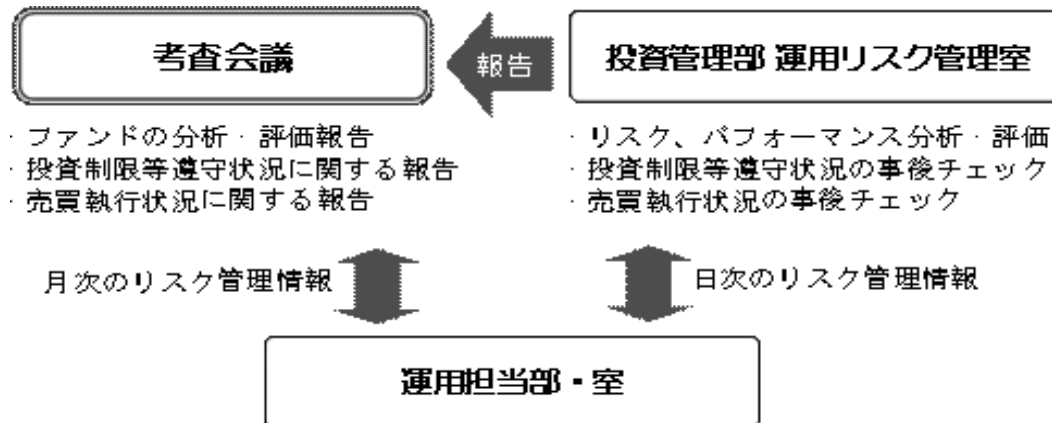 考査会議
報告
投資管理部 運用リスク管理室
・ファンドの分析・評価報告
・投資制限等遵守状況に関する報告
・売買執行状況に関する報告
・リスク、パフォーマンス分析・評価
・投資制限等遵守状況の事後チェック
・売買執行状況の事後チェック
月次のリスク管理情報
日次のリスク管理情報
運用担当部・室